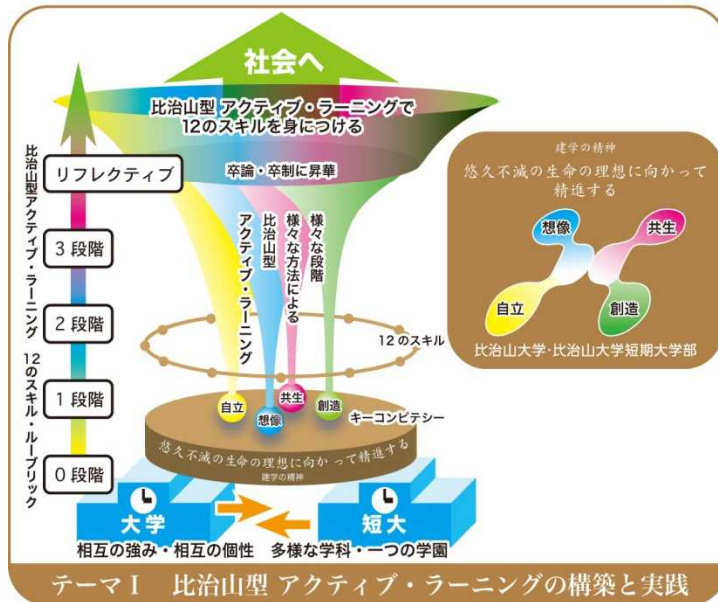 社会へ
比治山型 アクティブ・ラーニングで
12のスキルを身につける
卒論・卒制に昇華
様々な段階
様々な方法による
比治山型
アクティブ・ラーニング
比治山型アクティブ・ラーニング 12のスキル・ルーブリック
リフレクティブ
3段階
2段階
1段階
0段階
12のスキル
自立
想像
共生
創造
キーコンピテシー
悠久不滅の生命の理想に向かって精進する
建学の精神
大学
短大
相互の強み・相互の個性 多様な学科・一つの学園
建学の精神
悠久不滅の生命の理想に向かって
精進する
想像
共生
自立
創造
比治山大学・比治山大学短期大学部
テーマⅠ 比治山型 アクティブ・ラーニングの構築と実践